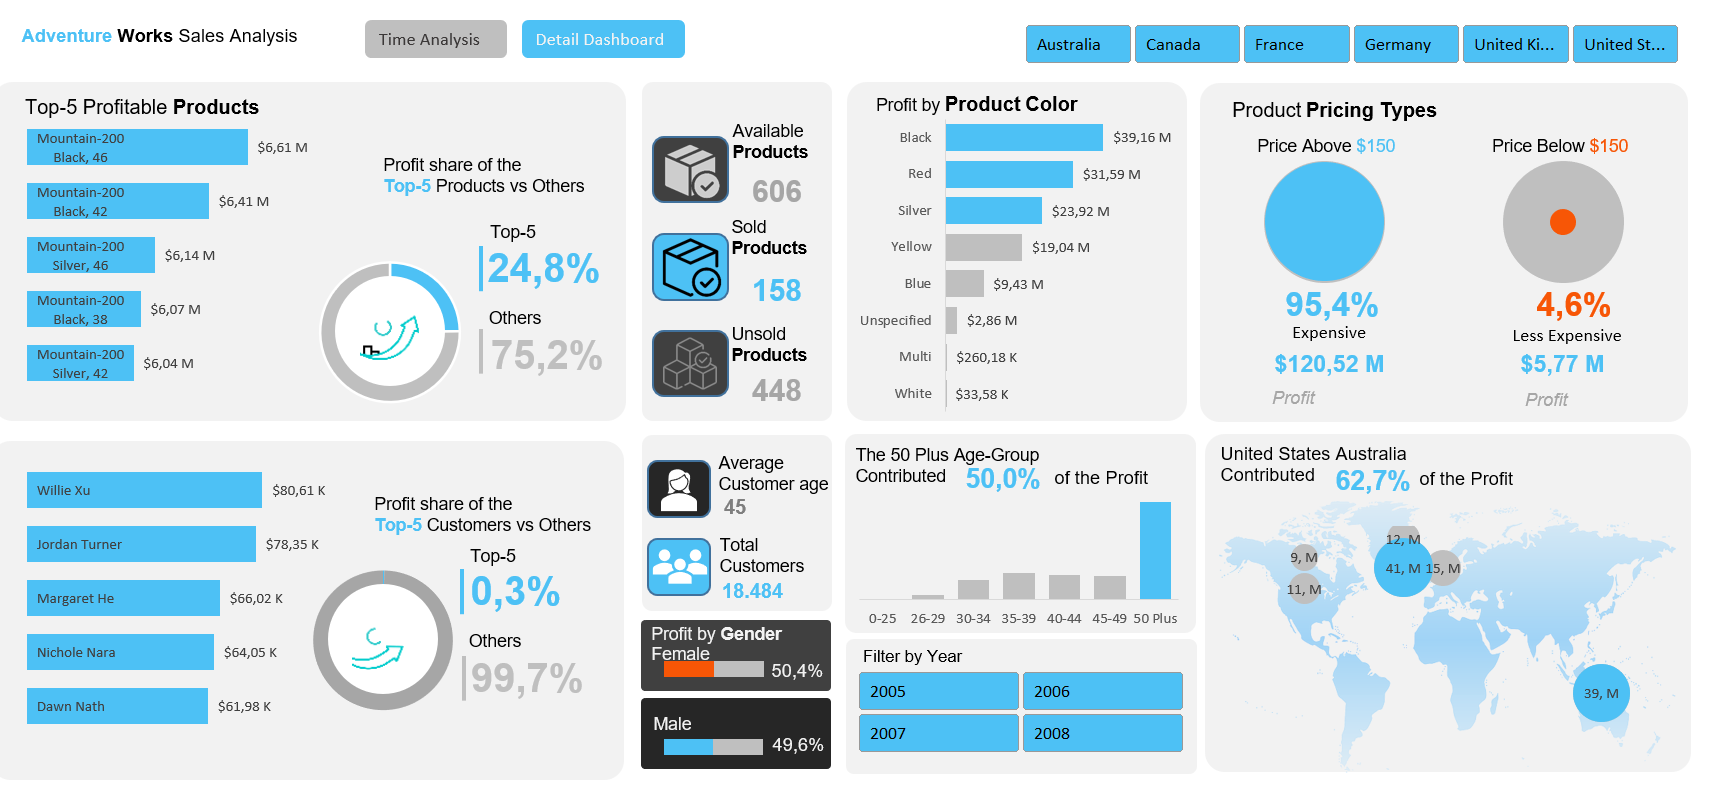 Adventure Works Sales Analysis
Time Analysis
Detail Dashboard
Australia
Canada
France
Germany
United Ki...
United St...
Top-5 Profitable Products
Mountain-200
Black, 46
$6,61 M
Mountain-200
Black, 42
$6,41 M
Mountain-200
Silver, 46
$6,14 M
Mountain-200
Black, 38
$6,07 M
Mountain-200
Silver, 42
$6,04 M
Profit share of the
Top-5 Products vs Others
Top-5
24,8%
Others
75,2%
Available
Products
606
Sold
Products
158
Unsold
Products
448
Profit by Product Color
Black
$39,16 M
Red
$31,59 M
Silver
$23,92 M
Yellow
$19,04 M
Blue
$9,43 M
Unspecified
$2,86 M
Multi
$260,18 K
White
$33,58 K
Product Pricing Types
Price Above $150
95,4%
Expensive
$120,52 M
Profit
Price Below $150
4,6%
Less Expensive
$5,77 M
Profit
Willie Xu
$80,61 K
Jordan Turner
$78,35 K
Margaret He
$66,02 K
Nichole Nara
$64,05 K
Dawn Nath
$61,98 K
Profit share of the
Top-5 Customers vs Others
Top-5
0,3%
Others
99,7%
Average
Customer age
45
Total
Customers
18.484
Profit by Gender
Female
50,4%
Male
49,6%
The 50 Plus Age-Group
Contributed 50,0% of the Profit
0-25
26-29
30-34
35-39
40-44
45-49
50 Plus
Filter by Year
2005
2006
2007
2008
United States Australia
Contributed 62,7% of the Profit
12, M
9, M
41, M
15, M
11, M
39, M